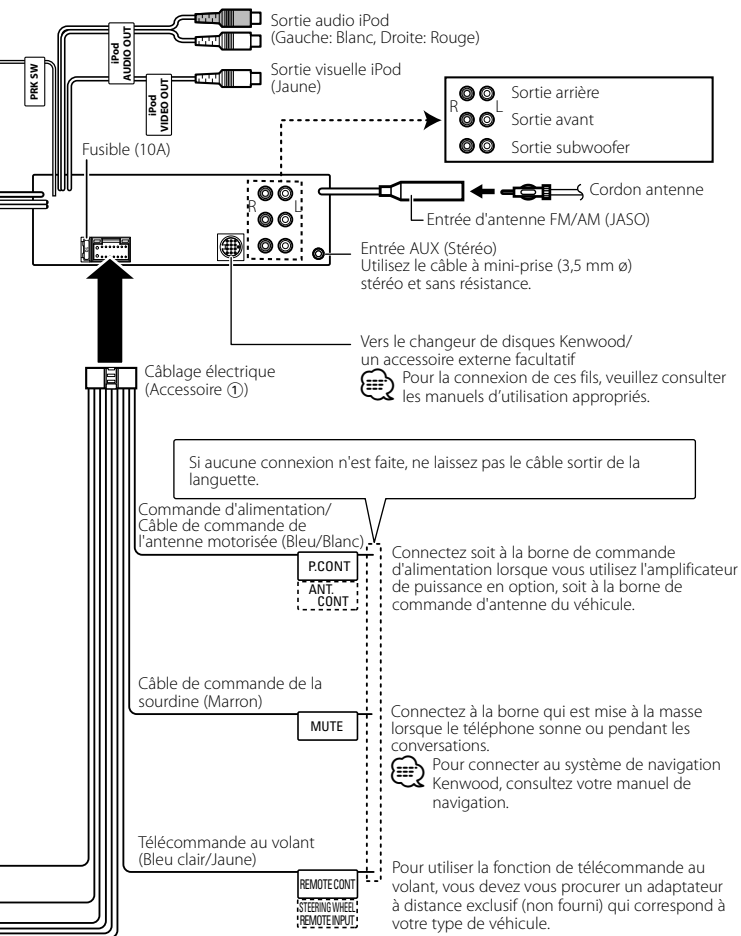 PRK SW
iPod
AUDIO OUT
Sortie audio iPod
(Gauche: Blanc, Droite: Rouge)
iPod
VIDEO OUT
Sortie visuelle iPod
(Jaune)
R
L
Sortie arrière
Sortie avant
Sortie subwoofer
Fusible (10A)
R
L
Cordon antenne
Entrée d'antenne FM/AM (JASO)
Entrée AUX (Stéréo)
Utilisez le câble à mini-prise (3,5 mm ø)
stéréo et sans résistance.
Vers le changeur de disques Kenwood/
un accessoire externe facultatif
Pour la connexion de ces fils, veuillez consulter
les manuels d’utilisation appropriés.
Câblage électrique
(Accessoire ①)
Si aucune connexion n'est faite, ne laissez pas le câble sortir de la
languette.
Commande d'alimentation/
Câble de commande de
l'antenne motorisée (Bleu/Blanc)
P.CONT
ANT.
CONT
Connectez soit à la borne de commande
d'alimentation lorsque vous utilisez l'amplificateur
de puissance en option, soit à la borne de
commande d'antenne du véhicule.
Câble de commande de la
sourdine (Marron)
MUTE
Connectez à la borne qui est mise à la masse
lorsque le téléphone sonne ou pendant les
conversations.
Pour connecter au système de navigation
Kenwood, consultez votre manuel de
navigation.
Télécommande au volant
(Bleu clair/Jaune)
REMOTE CONT
STEERING WHEEL
REMOTE INPUT
Pour utiliser la fonction de télécommande au
volant, vous devez vous procurer un adaptateur
à distance exclusif (non fourni) qui correspond à
votre type de véhicule.